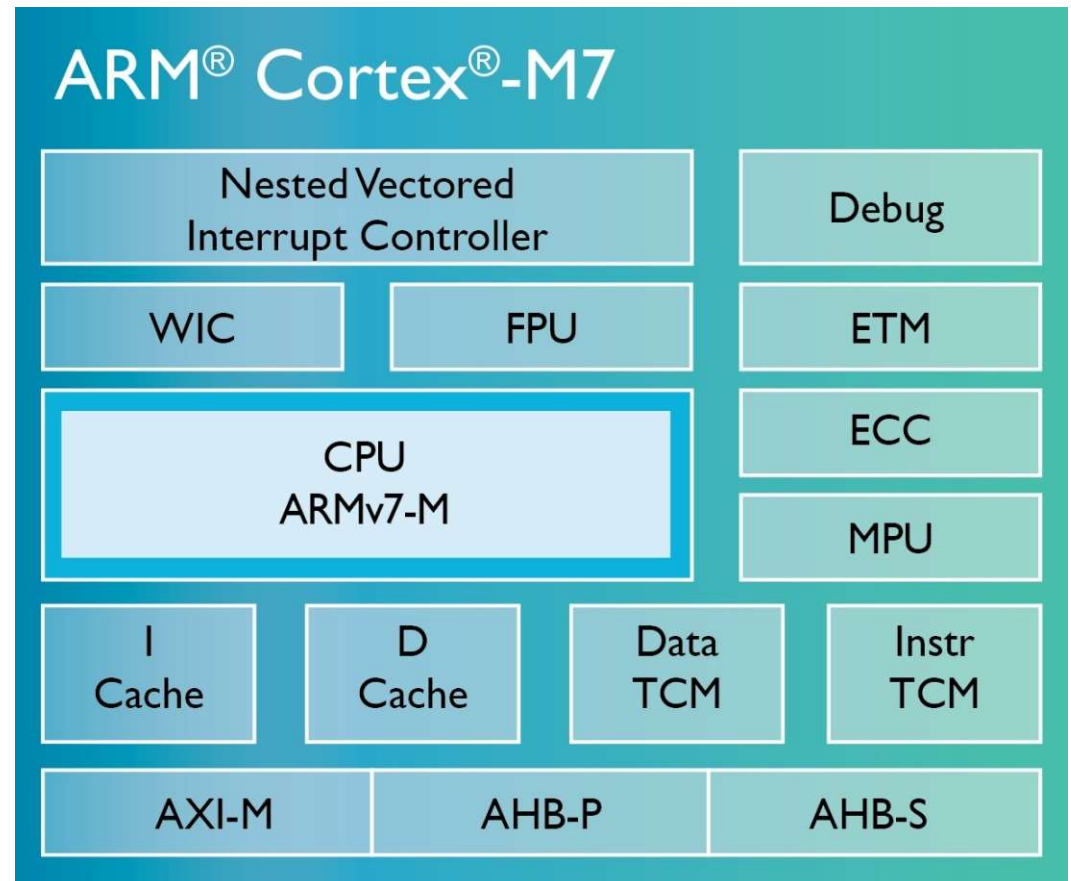 ARM® Cortex®-M7
Nested Vectored
Interrupt Controller
Debug
WIC
FPU
ETM
CPU
ARMv7-M
ECC
MPU
I
Cache
D
Cache
Data
TCM
Instr
TCM
AXI-M
AHB-P
AHB-S